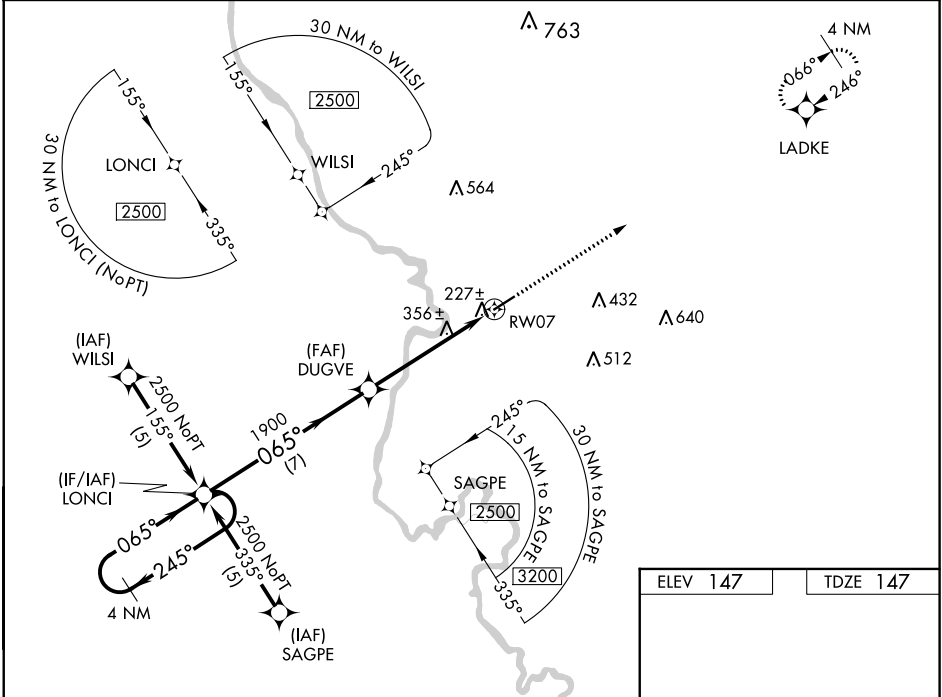 763
30 NM to WILSI
155°
2500
WILSI
245°
4 NM
066°
246°
LADKE
155°
LONCI
2500
335°
30 NM to LONCI (NoPT)
564
227±
356±
RW07
432
640
512
(FAF)
DUGVE
(IAF)
WILSI
2500 NoPT
155°
(5)
1900
065°
(7)
(IF/IAF)
LONCI
065°
245°
4 NM
2500 NoPT
335°
(5)
(IAF)
SAGPE
245°
15 NM to SAGPE
30 NM to SAGPE
SAGPE
2500
3200
335°
ELEV 147
TDZE 147